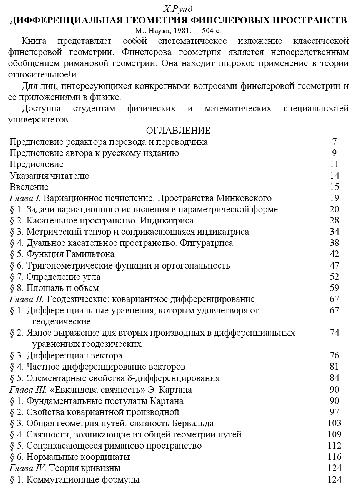 Х.Рунд
ДИФФЕРЕНЦИАЛЬНАЯ ГЕОМЕТРИЯ ФИНСЛЕРОВЫХ ПРОСТРАНСТВ
М.: Наука, 1981. — 504 с.
Книга представляет собой систематическое изложение классической
финслеровой геометрии. Финслерова геометрия является непосредственным
обобщением римановой геометрии. Она находит широкое применение в теории
относительности
Для лиц, интересующихся конкретными вопросами финслеровой геометрии и
ее приложениями в физике.
Доступна студентам физических и математических специальностей
университетов
ОГЛАВЛЕНИЕ
Предисловие редактора перевода и переводчика 7
Предисловие автора к русскому изданию 9
Предисловие 11
Указания читателю 14
Введение 15
Глава I. Вариационное исчисление. Пространства Минковского 19
§ 1. Задачи вариационного исчисления в параметрической форме 20
§ 2. Касательное пространство. Индикатриса 28
§ 3. Метрический тензор и соприкасающаяся индикатриса 34
§ 4. Дуальное касательное пространство. Фигуратриса 38
§ 5. Функция Гамильтона 42
§ 6. Тригонометрические функции и ортогональность 47
§ 7. Определение угла 52
§ 8. Площадь и объем 59
Глава II. Геодезические: ковариантное дифференцирование 67
§ 1. Дифференциальные уравнения, которым удовлетворяют 67
геодезические
§ 2. Явное выражение для вторых производных в дифференциальных 74
уравнениях геодезических
§ 3. Дифференциал вектора 76
§ 4. Частное дифференцирование векторов 81
§ 5. Элементарные свойства δ-дифференцирования 84
Глава III. «Евклидова связность» Э. Картана 90
§ 1. Фундаментальные постулаты Картана 90
§ 2. Свойства ковариантной производной 97
§ 3. Общая геометрия путей: связность Бервальда 103
§ 4. Связности, возникающие из общей геометрии путей 109
§ 5. Соприкасающееся риманово пространство 112
§ 6. Нормальные координаты 116
Глава IV. Теория кривизны 124
§ 1. Коммутационные формулы 124